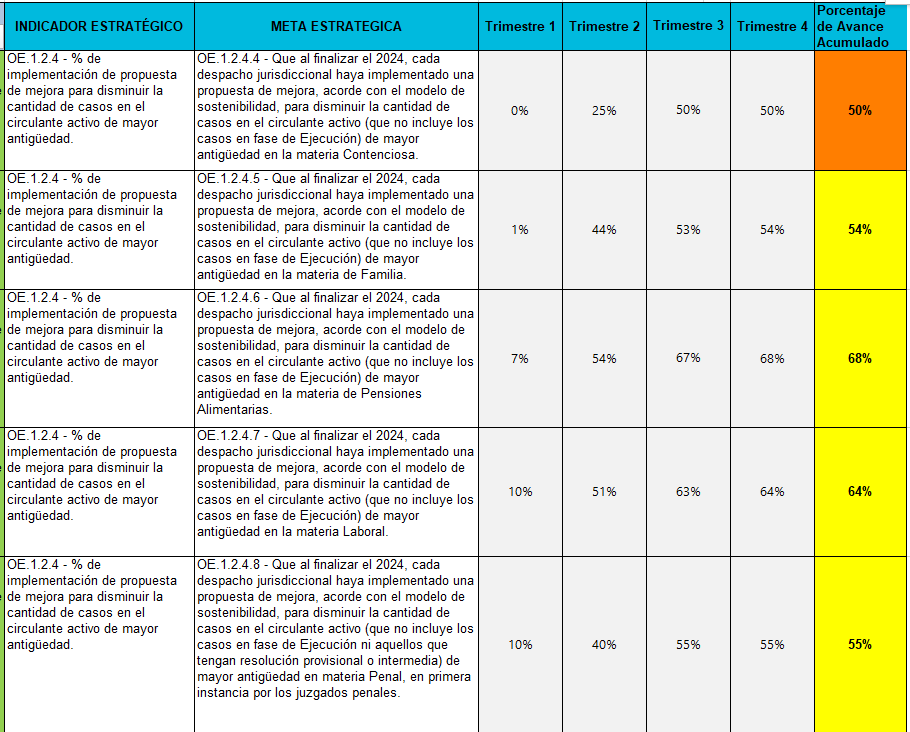 INDICADOR ESTRATÉGICO
META ESTRATEGICA
Trimestre 1
Trimestre 2
Trimestre 3
Trimestre 4
Porcentaje
de Avance
Acumulado
OE.1.2.4 - % de
implementación de propuesta
de mejora para disminuir la
cantidad de casos en el
circulante activo de mayor
antigüedad.
OE.1.2.4.4 - Que al finalizar el 2024, cada
despacho jurisdiccional haya implementado una
propuesta de mejora, acorde con el modelo de
sostenibilidad, para disminuir la cantidad de
casos en el circulante activo (que no incluye los
casos en fase de Ejecución) de mayor
antigüedad en la materia Contenciosa.
0%
25%
50%
50%
50%
OE.1.2.4 - % de
implementación de propuesta
de mejora para disminuir la
cantidad de casos en el
circulante activo de mayor
antigüedad.
OE.1.2.4.5 - Que al finalizar el 2024, cada
despacho jurisdiccional haya implementado una
propuesta de mejora, acorde con el modelo de
sostenibilidad, para disminuir la cantidad de
casos en el circulante activo (que no incluye los
casos en fase de Ejecución) de mayor
antigüedad en la materia de Familia.
1%
44%
53%
54%
54%
OE.1.2.4 - % de
implementación de propuesta
de mejora para disminuir la
cantidad de casos en el
circulante activo de mayor
antigüedad.
OE.1.2.4.6 - Que al finalizar el 2024, cada
despacho jurisdiccional haya implementado una
propuesta de mejora, acorde con el modelo de
sostenibilidad, para disminuir la cantidad de
casos en el circulante activo (que no incluye los
casos en fase de Ejecución) de mayor
antigüedad en la materia de Pensiones
Alimentarias.
7%
54%
67%
68%
68%
OE.1.2.4 - % de
implementación de propuesta
de mejora para disminuir la
cantidad de casos en el
circulante activo de mayor
antigüedad.
OE.1.2.4.7 - Que al finalizar el 2024, cada
despacho jurisdiccional haya implementado una
propuesta de mejora, acorde con el modelo de
sostenibilidad, para disminuir la cantidad de
casos en el circulante activo (que no incluye los
casos en fase de Ejecución) de mayor
antigüedad en la materia Laboral.
10%
51%
63%
64%
64%
OE.1.2.4 - % de
implementación de propuesta
de mejora para disminuir la
cantidad de casos en el
circulante activo de mayor
antigüedad.
OE.1.2.4.8 - Que al finalizar el 2024, cada
despacho jurisdiccional haya implementado una
propuesta de mejora, acorde con el modelo de
sostenibilidad, para disminuir la cantidad de
casos en el circulante activo (que no incluye los
casos en fase de Ejecución ni aquellos que
tengan resolución provisional o intermedia) de
mayor antigüedad en materia Penal, en primera
instancia por los juzgados penales.
10%
40%
55%
55%
55%